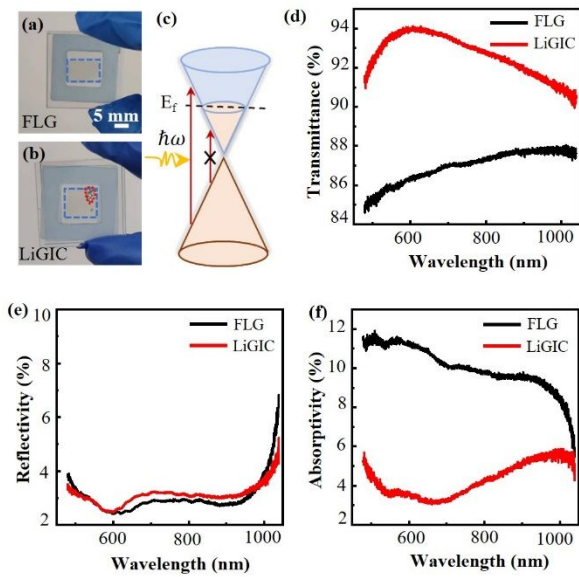 (a)
FLG
5 mm
(b)
LiGIC
(c)
E_f
ħω
(d)
FLG
LiGIC
Transmittance (%)
94
92
90
88
86
84
600
800
1000
Wavelength (nm)
(e)
FLG
LiGIC
Reflectivity (%)
10
8
6
4
2
600
800
1000
Wavelength (nm)
(f)
FLG
LiGIC
Absorptivity (%)
12
10
8
6
4
2
600
800
1000
Wavelength (nm)